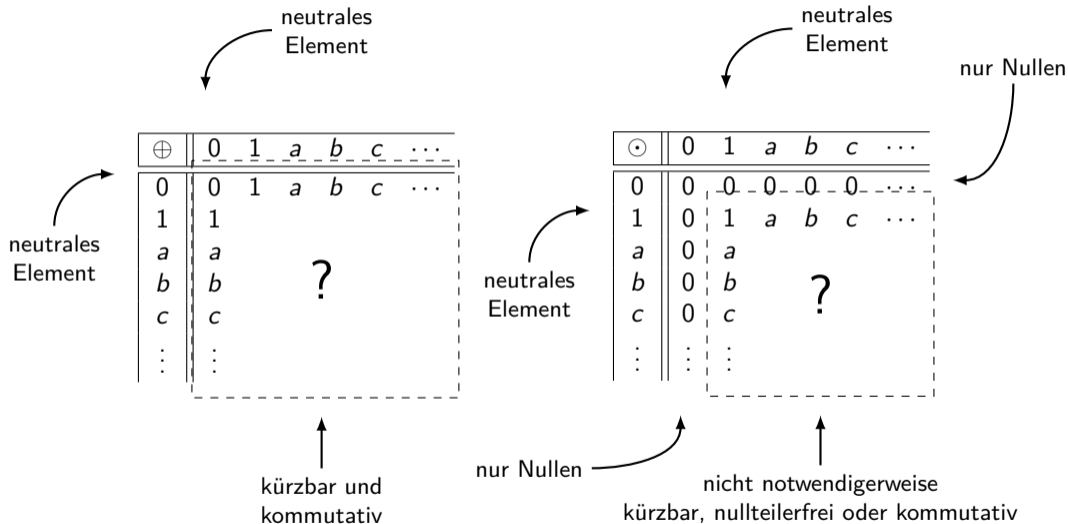 neutrales
Element
neutrales
Element
nur Nullen
⊕ 0 1 a b c ⋯
0 0 1 a b c ⋯
1 1
a a
b b
c c
⋮ ⋮
?
neutrales
Element
kürzbar und
kommutativ
⊙ 0 1 a b c ⋯
0 0 0 0 0 0 ⋯
1 0 1 a b c ⋯
a 0 a
b 0 b
c 0 c
⋮ ⋮ ⋮
?
neutrales
Element
nur Nullen
nicht notwendigerweise
kürzbar, nullteilerfrei oder kommutativ